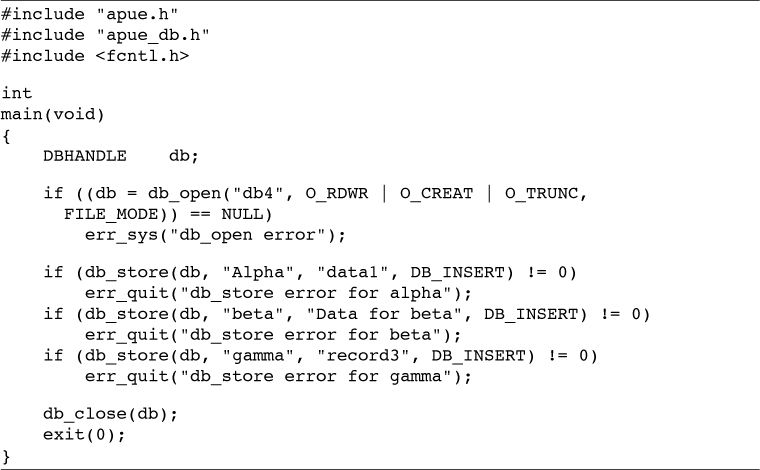 #include "apue.h"
#include "apue_db.h"
#include <fcntl.h>
int
main(void)
{
    DBHANDLE    db;
    if ((db = db_open("db4", O_RDWR | O_CREAT | O_TRUNC,
      FILE_MODE)) == NULL)
        err_sys("db_open error");
    if (db_store(db, "Alpha", "data1", DB_INSERT) != 0)
        err_quit("db_store error for alpha");
    if (db_store(db, "beta", "Data for beta", DB_INSERT) != 0)
        err_quit("db_store error for beta");
    if (db_store(db, "gamma", "record3", DB_INSERT) != 0)
        err_quit("db_store error for gamma");
    db_close(db);
    exit(0);
}